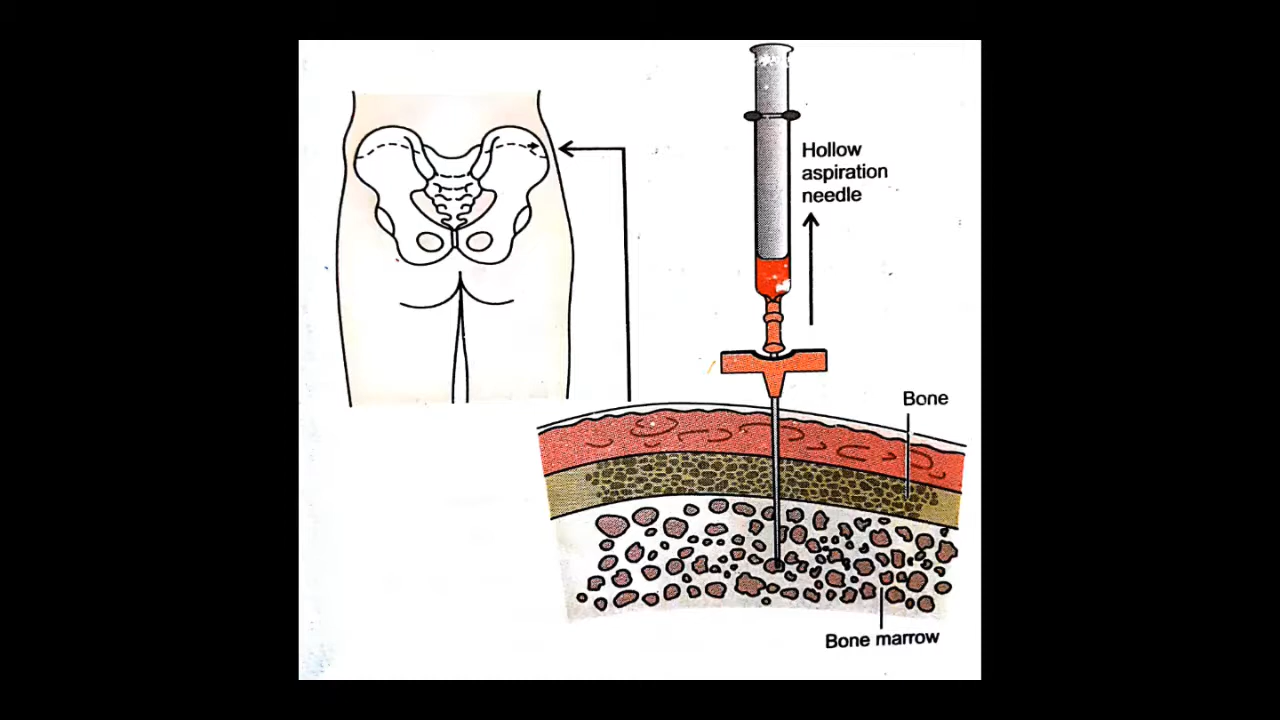 Hollow
aspiration
needle
Bone
Bone marrow